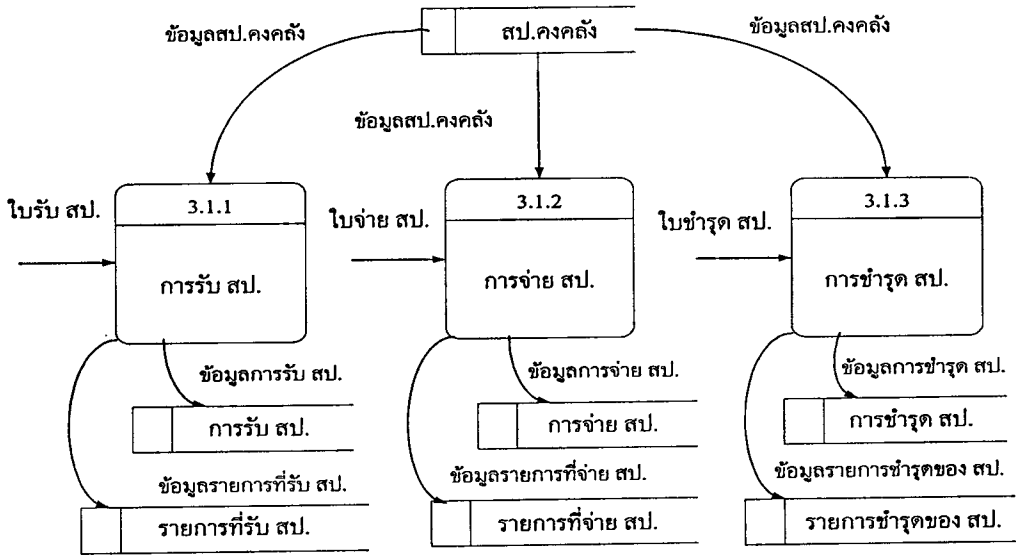 ข้อมูลสป.คงคลัง
สป.คงคลัง
ข้อมูลสป.คงคลัง
ข้อมูลสป.คงคลัง
ใบรับ สป.
3.1.1
การรับ สป.
ใบจ่าย สป.
3.1.2
การจ่าย สป.
ใบชำรุด สป.
3.1.3
การชำรุด สป.
ข้อมูลการรับ สป.
การรับ สป.
ข้อมูลรายการที่รับ สป.
รายการที่รับ สป.
ข้อมูลการจ่าย สป.
การจ่าย สป.
ข้อมูลรายการที่จ่าย สป.
รายการที่จ่าย สป.
ข้อมูลการชำรุด สป.
การชำรุด สป.
ข้อมูลรายการชำรุดของ สป.
รายการชำรุดของ สป.